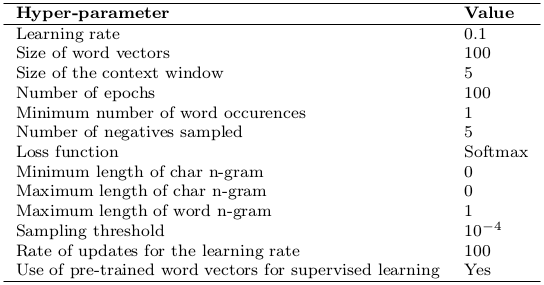 Hyper-parameter Value
Learning rate 0.1
Size of word vectors 100
Size of the context window 5
Number of epochs 100
Minimum number of word occurences 1
Number of negatives sampled 5
Loss function Softmax
Minimum length of char n-gram 0
Maximum length of char n-gram 0
Maximum length of word n-gram 1
Sampling threshold 10⁻⁴
Rate of updates for the learning rate 100
Use of pre-trained word vectors for supervised learning Yes